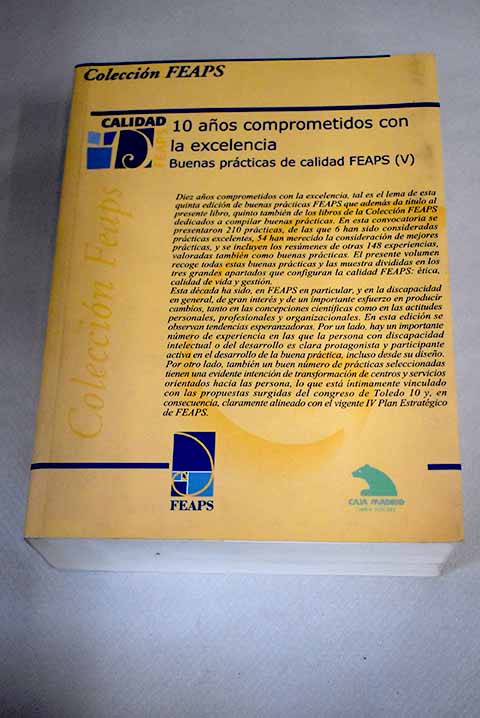 Colección FEAPS
CALIDAD
FEAPS
10 años comprometidos con
la excelencia
Buenas prácticas de calidad FEAPS (V)
Colección Feaps
Diez años comprometidos con la excelencia, tal es el lema de esta
quinta edición de buenas prácticas FEAPS que además da título al
presente libro, quinto también de los libros de la Colección FEAPS
dedicados a compilar buenas prácticas. En esta convocatoria se
presentaron 210 prácticas, de las que 6 han sido consideradas
prácticas excelentes, 54 han merecido la consideración de mejores
prácticas, y se incluyen los resúmenes de otras 148 experiencias,
valoradas también como buenas prácticas. El presente volumen
recoge todas estas buenas prácticas y las muestra divididas en los
tres grandes apartados que configuran la calidad FEAPS: ética,
calidad de vida y gestión.
Esta década ha sido, en FEAPS en particular, y en la discapacidad
en general, de gran interés y de un importante esfuerzo en producir
cambios, tanto en las concepciones científicas como en las actitudes
personales, profesionales y organizacionales. En esta edición se
observan tendencias esperanzadoras. Por un lado, hay un importante
número de experiencia en las que la persona con discapacidad
intelectual o del desarrollo es clara protagonista y participante
activa en el desarrollo de la buena práctica, incluso desde su diseño.
Por otro lado, también un buen número de prácticas seleccionadas
tienen una evidente intención de transformación de centros y servicios
orientados hacia las persona, lo que está íntimamente vinculado
con las propuestas surgidas del congreso de Toledo 10 y, en
consecuencia, claramente alineado con el vigente IV Plan Estratégico
de FEAPS.
FEAPS
CAJA MADRID
OBRA SOCIAL